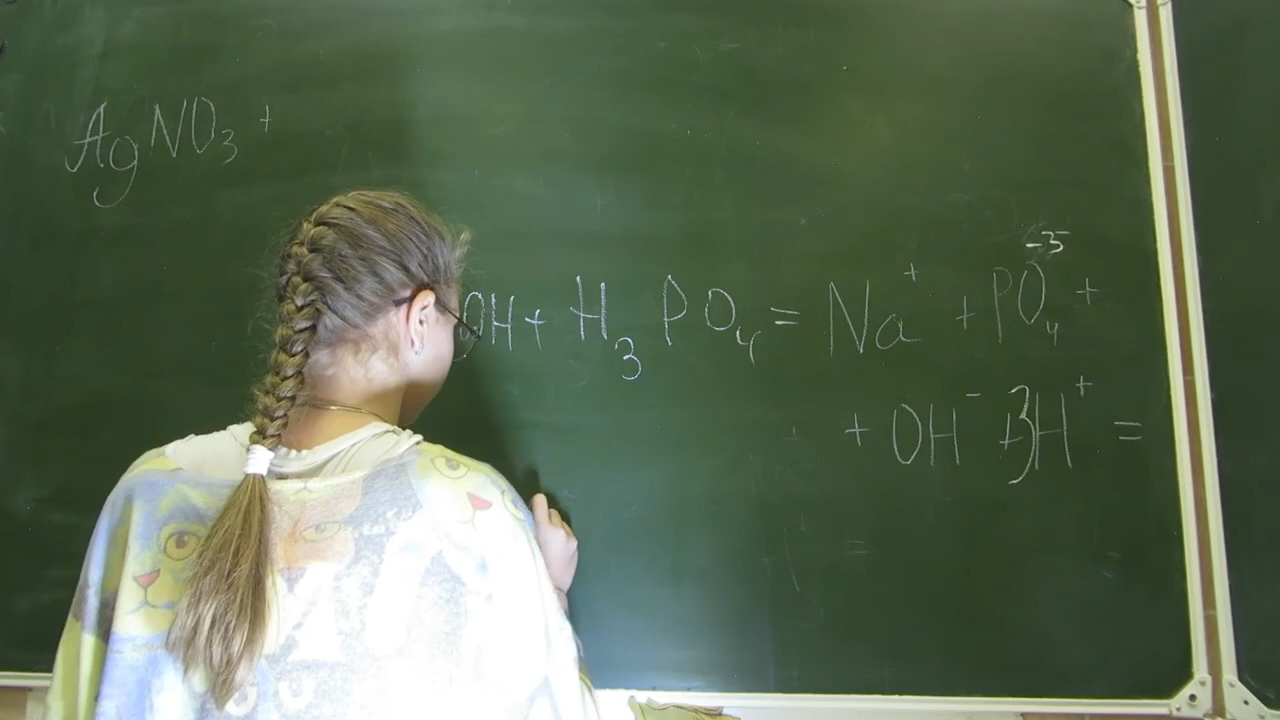 AgNO₃ +
OH + H₃PO₄ = Na⁺ + PO₄⁻³ +
+ OH⁻ + 3H⁺ =